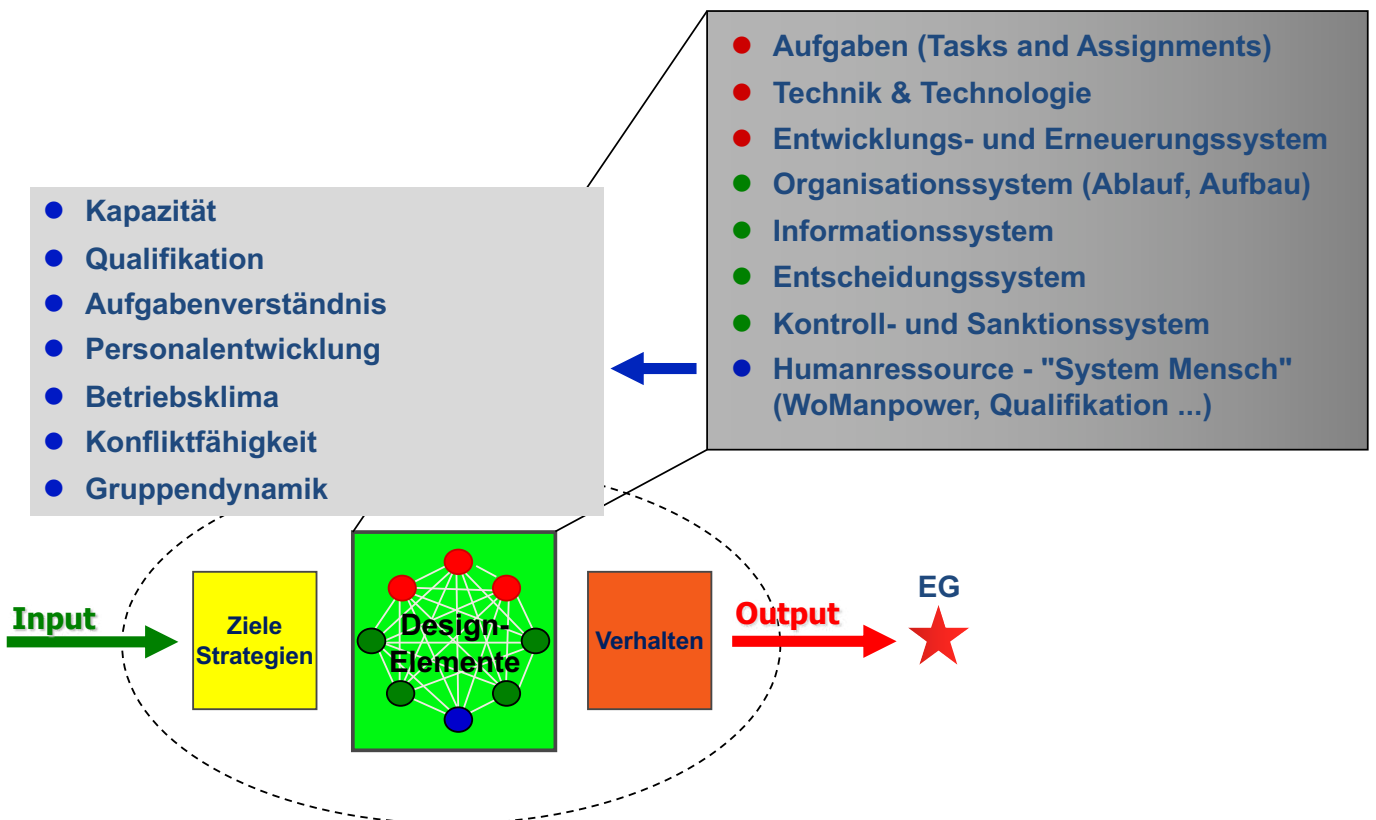 Aufgaben (Tasks and Assignments)
Technik & Technologie
Entwicklungs- und Erneuerungssystem
Organisationssystem (Ablauf, Aufbau)
Informationssystem
Entscheidungssystem
Kontroll- und Sanktionssystem
Humanressource - "System Mensch"
(WoManpower, Qualifikation ...)
Kapazität
Qualifikation
Aufgabenverständnis
Personalentwicklung
Betriebsklima
Konfliktfähigkeit
Gruppendynamik
Input
Ziele
Strategien
Design-
Elemente
Verhalten
Output
EG